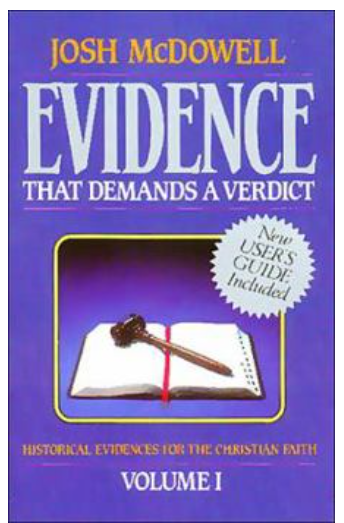 JOSH McDOWELL
EVIDENCE
THAT DEMANDS A VERDICT
New
USER'S
GUIDE
Included
HISTORICAL EVIDENCES FOR THE CHRISTIAN FAITH
VOLUME I